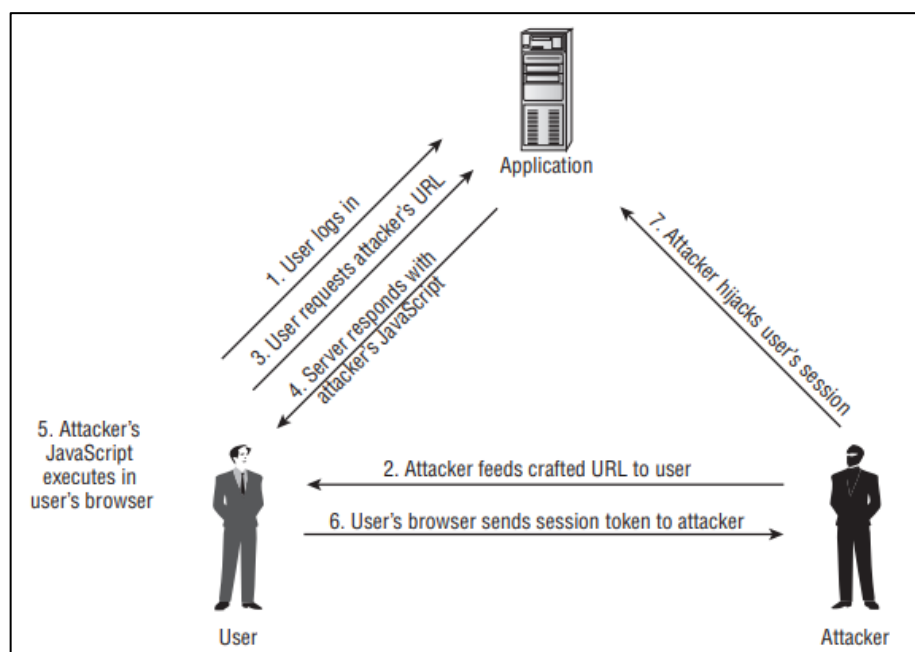 Application
1. User logs in
3. User requests attacker's URL
4. Server responds with
attacker's JavaScript
7. Attacker hijacks user's session
5. Attacker's
JavaScript
executes in
user's browser
2. Attacker feeds crafted URL to user
6. User's browser sends session token to attacker
User
Attacker